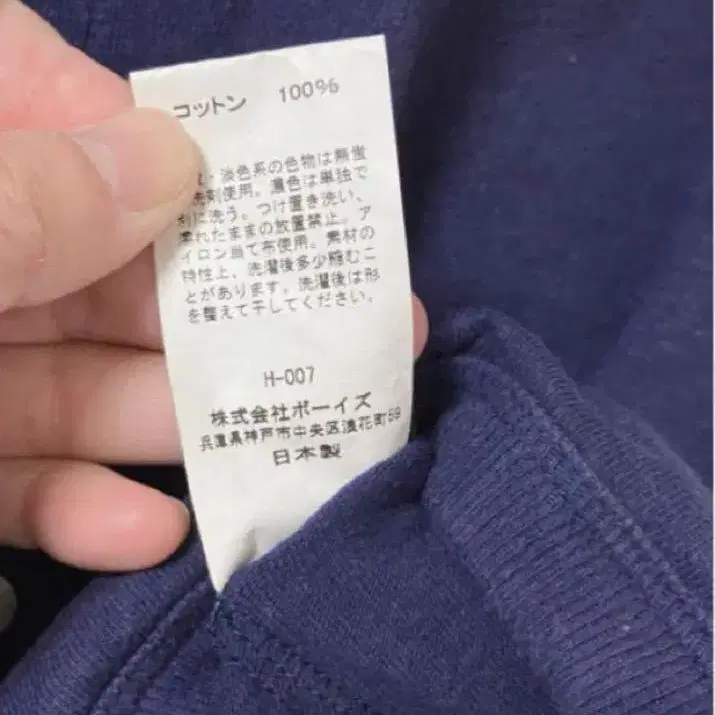 コットン 100%
淡色系の色物は無蛍
洗剤使用。濃色は単独で
別に洗う。つけ置き洗い、
濡れたままの放置禁止。ア
イロン当て布使用。素材の
特性上、洗濯後多少縮むこ
とがあります。洗濯後は形
を整えて干してください。
H-007
株式会社ボーイズ
兵庫県神戸市中央区浪花町59
日本製